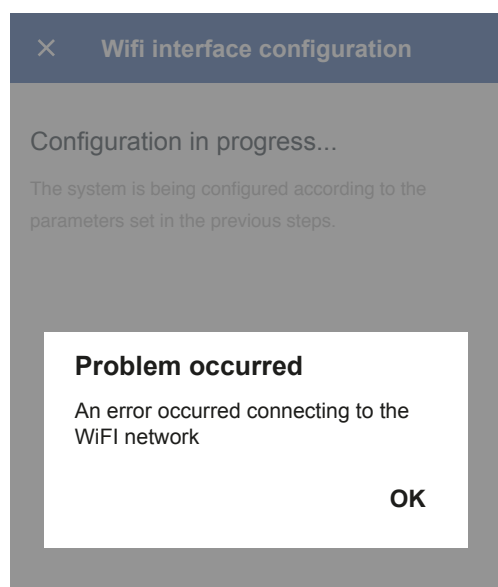 × Wifi interface configuration
Configuration in progress...
The system is being configured according to the
parameters set in the previous steps.
Problem occurred
An error occurred connecting to the
WiFI network
OK